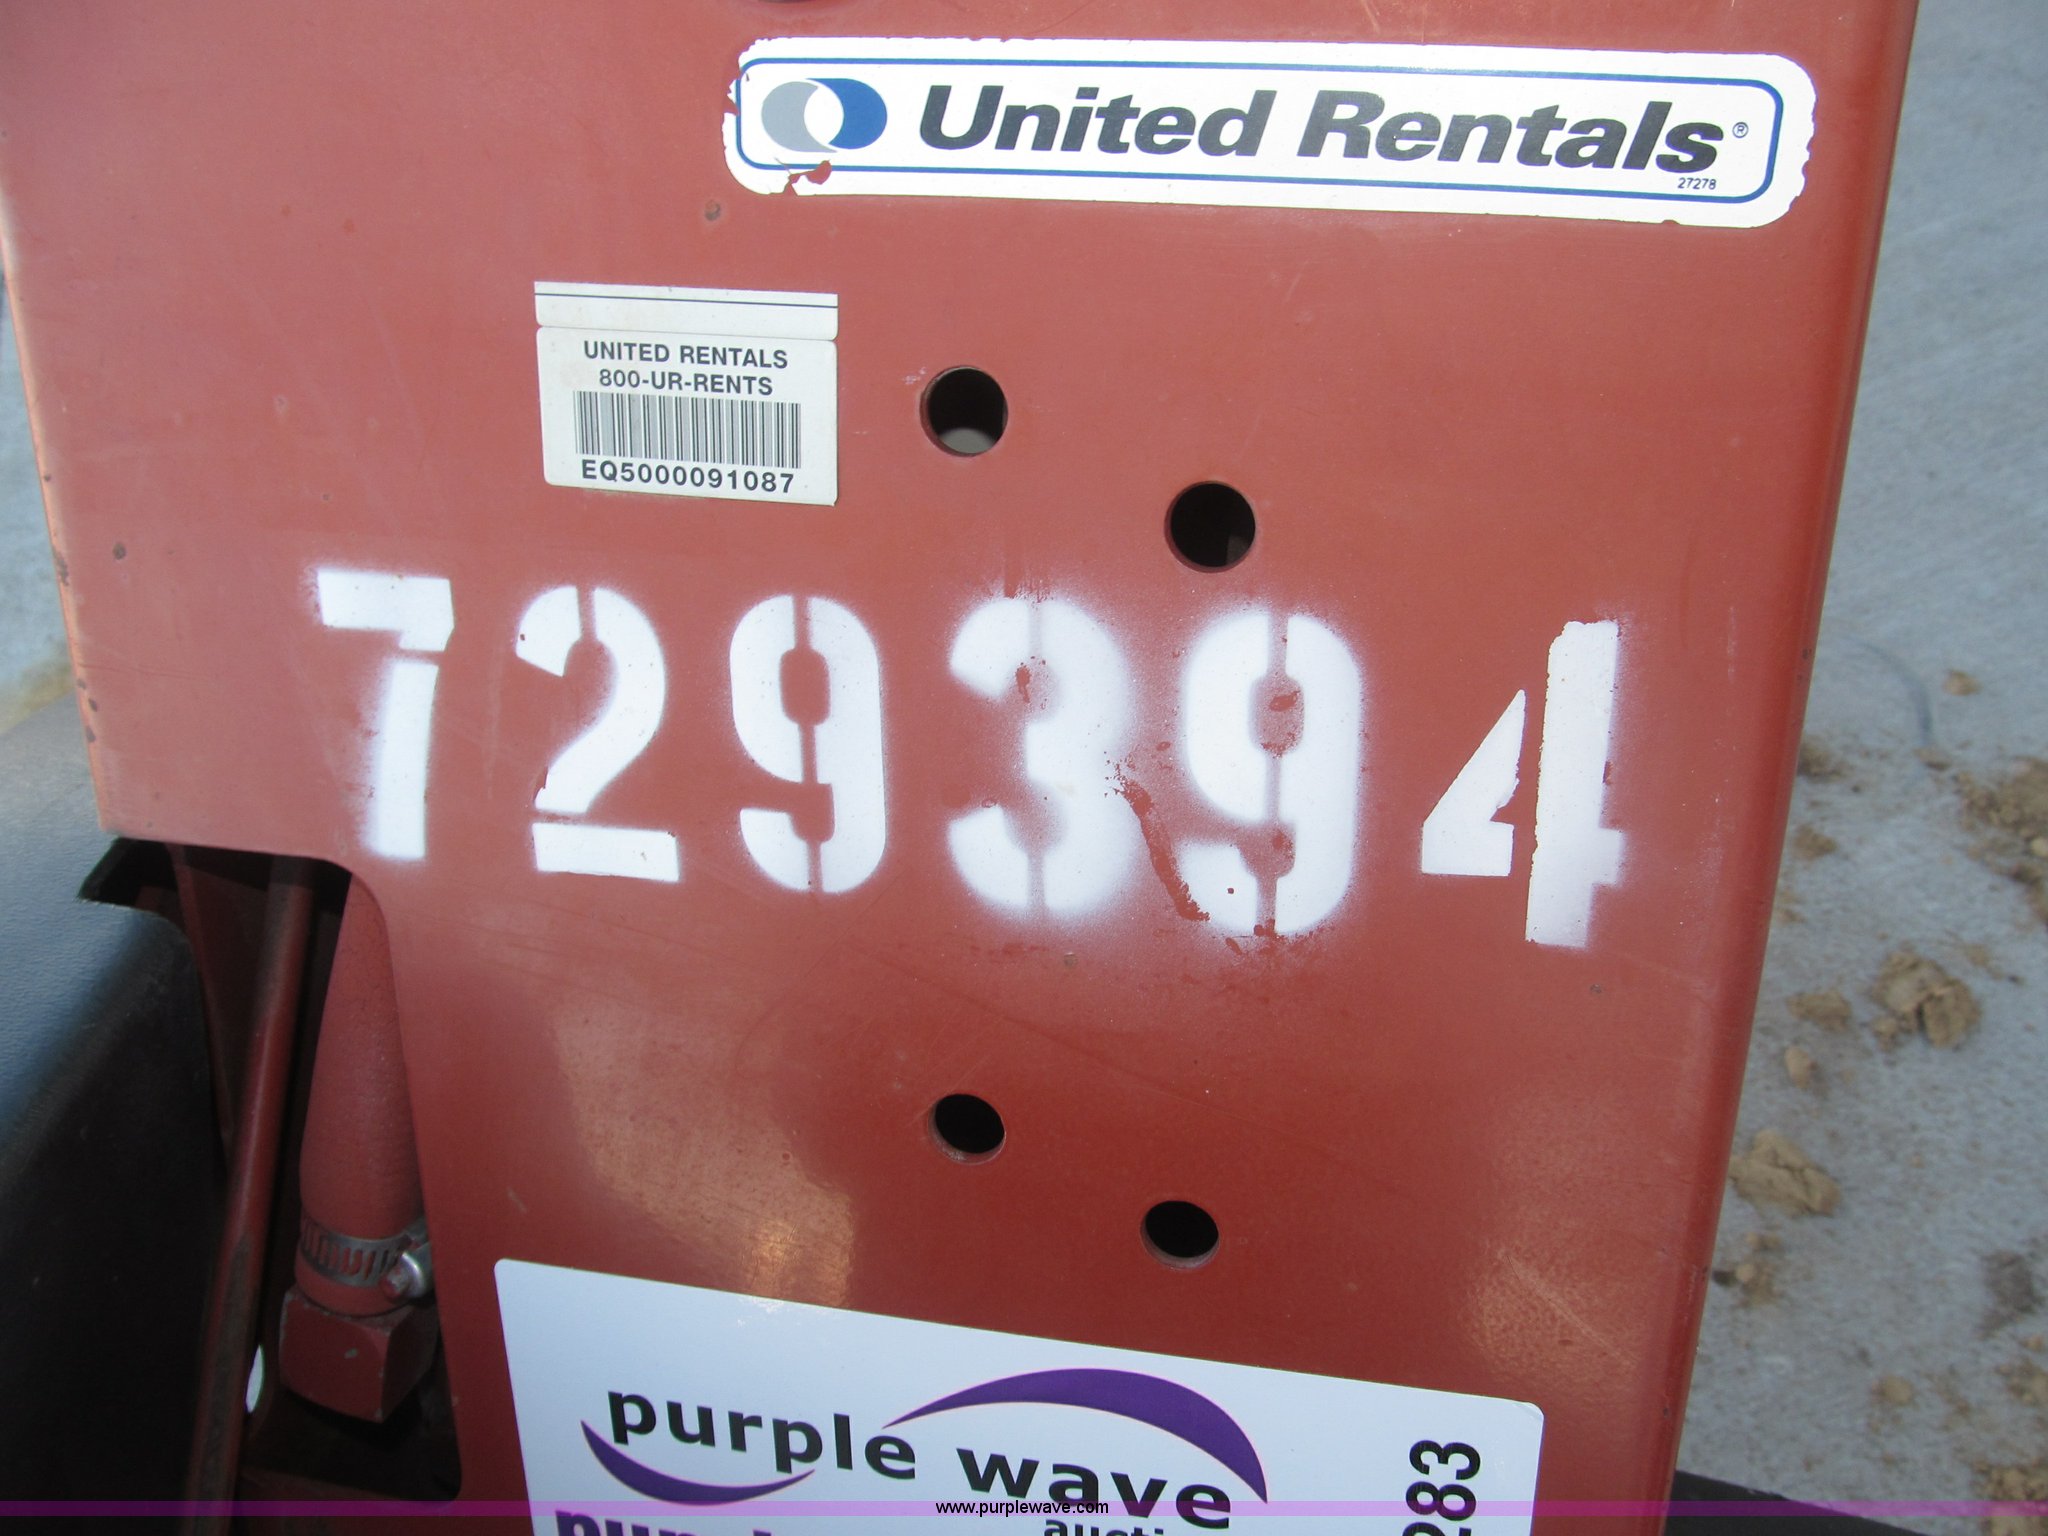 United Rentals®
27278
UNITED RENTALS
800-UR-RENTS
EQ5000091087
729394
purple wave
283
www.purplewave.com